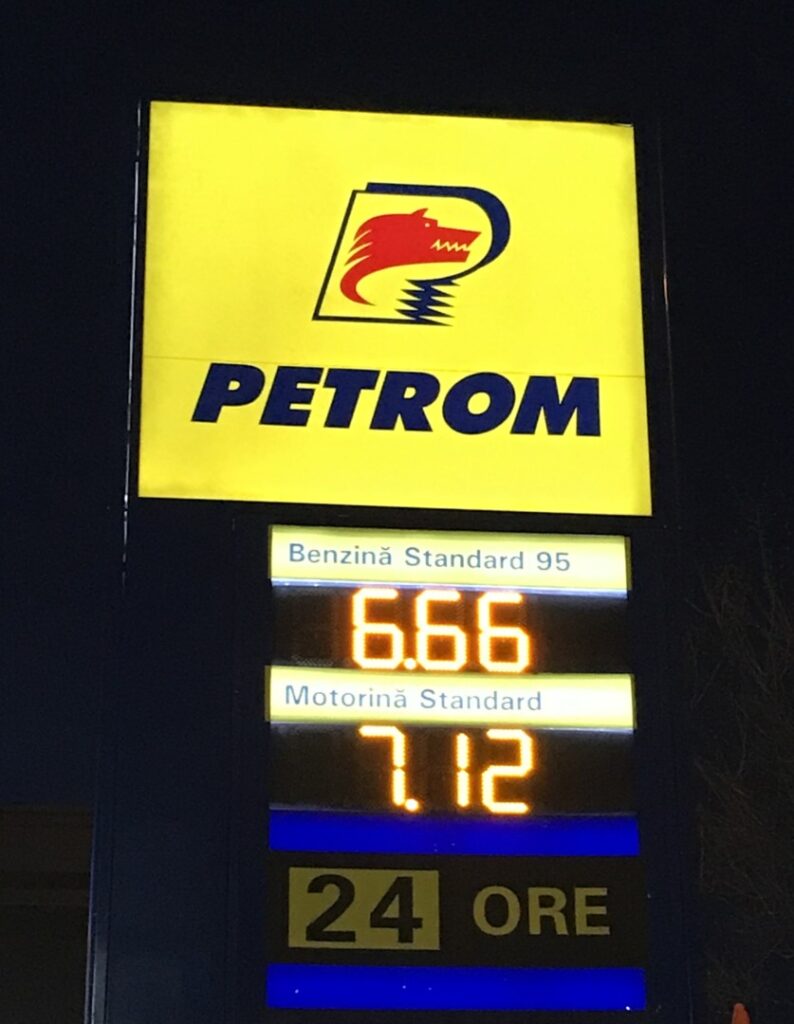 PETROM
Benzină Standard 95
6.66
Motorină Standard
7.12
24 ORE